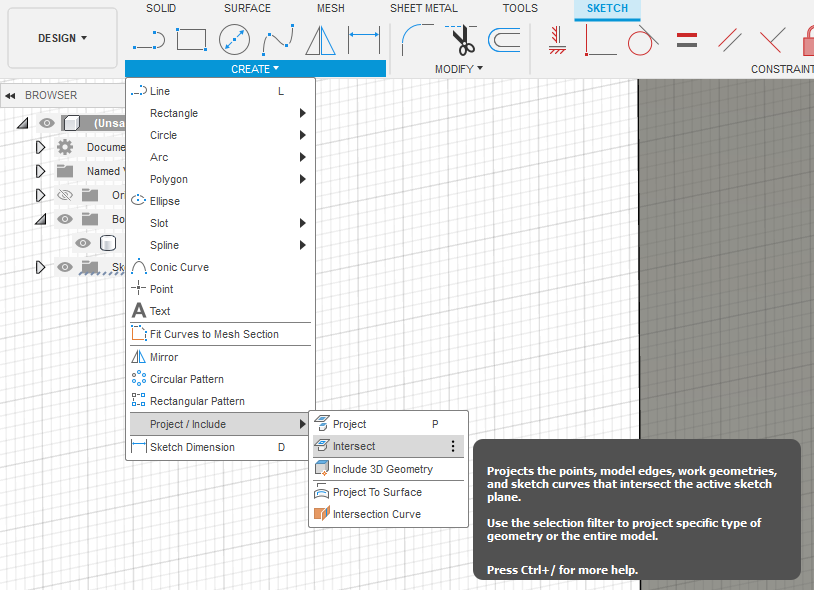 SOLID SURFACE MESH SHEET METAL TOOLS SKETCH
DESIGN
CREATE MODIFY CONSTRAINT
BROWSER
(Unsa
Docume
Named V
Ori
Bo
Sk
Line L
Rectangle
Circle
Arc
Polygon
Ellipse
Slot
Spline
Conic Curve
Point
Text
Fit Curves to Mesh Section
Mirror
Circular Pattern
Rectangular Pattern
Project / Include
Sketch Dimension D
Project P
Intersect
Include 3D Geometry
Project To Surface
Intersection Curve
Projects the points, model edges, work geometries,
and sketch curves that intersect the active sketch
plane.
Use the selection filter to project specific type of
geometry or the entire model.
Press Ctrl+/ for more help.